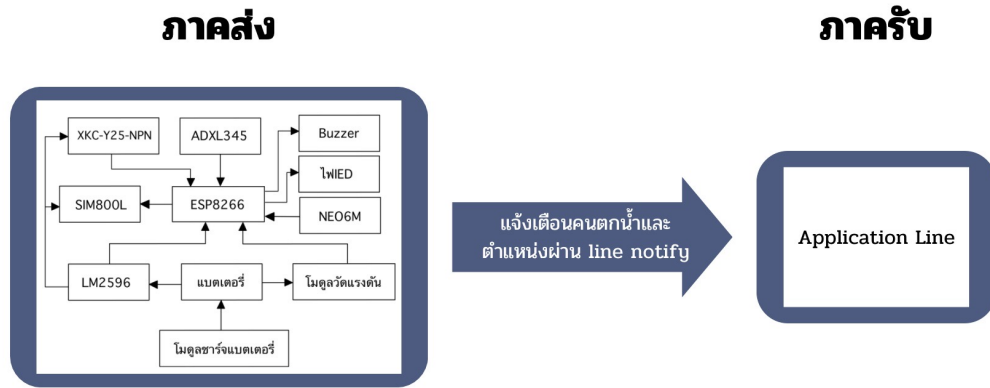 ภาคส่ง
ภาครับ
XKC-Y25-NPN
ADXL345
Buzzer
ไฟlED
SIM800L
ESP8266
NEO6M
LM2596
แบตเตอรี่
โมดูลวัดแรงดัน
โมดูลชาร์จแบตเตอรี่
แจ้งเตือนคนตกน้ำและ
ตำแหน่งผ่าน line notify
Application Line